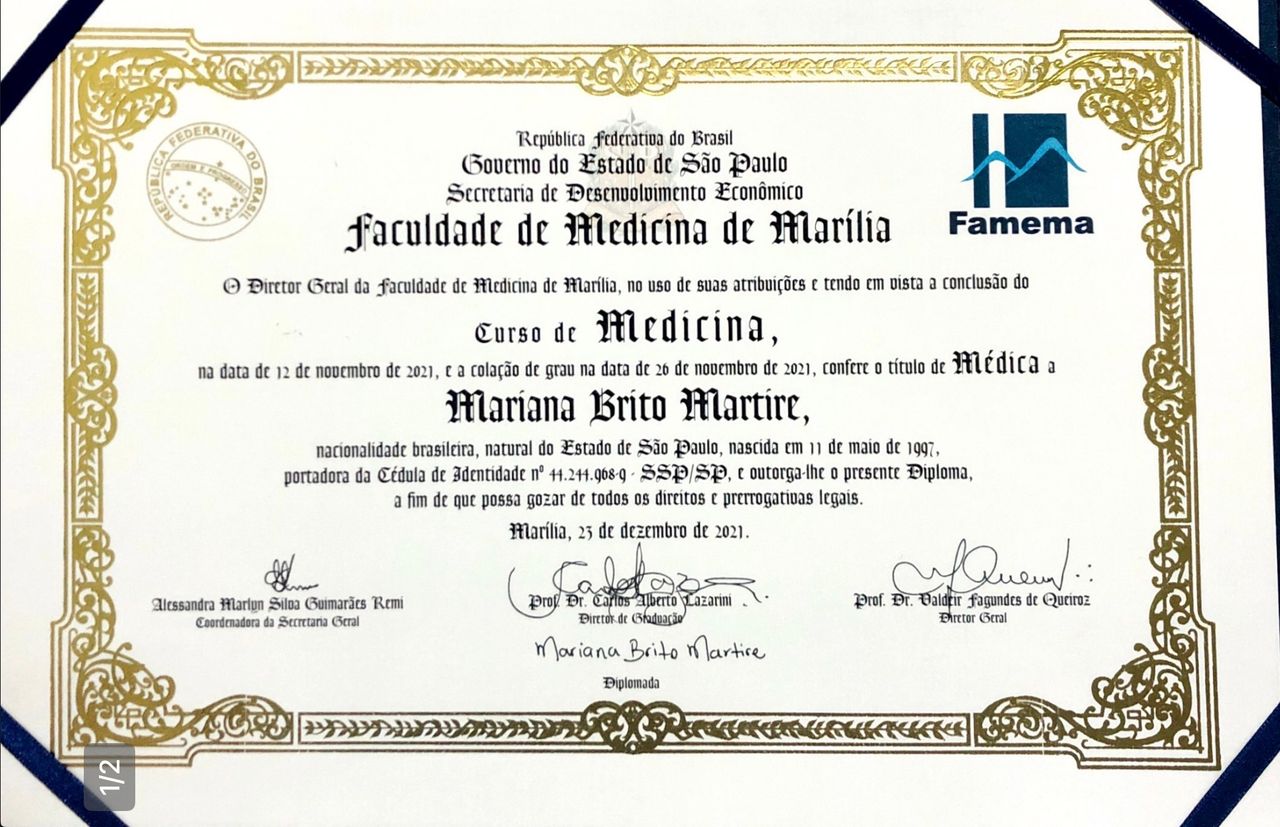 REPÚBLICA FEDERATIVA DO BRASIL
ORDEM E PROGRESSO
República Federativa do Brasil
Governo do Estado de São Paulo
Secretaria de Desenvolvimento Econômico
Faculdade de Medicina de Marília
Famema
O Diretor Geral da Faculdade de Medicina de Marília, no uso de suas atribuições e tendo em vista a conclusão do
Curso de Medicina,
na data de 12 de novembro de 2021, e a colação de grau na data de 26 de novembro de 2021, confere o título de Médica a
Mariana Brito Martire,
nacionalidade brasileira, natural do Estado de São Paulo, nascida em 11 de maio de 1997,
portadora da Cédula de Identidade nº 44.244.968-9 - SSP/SP, e outorga-lhe o presente Diploma,
a fim de que possa gozar de todos os direitos e prerrogativas legais.
Marília, 23 de dezembro de 2021.
Alessandra Marlyn Silva Guimarães Remi
Coordenadora da Secretaria Geral
Prof. Dr. Carlos Alberto Lazarini
Diretor de Graduação
Prof. Dr. Valdeir Fagundes de Queiroz
Diretor Geral
Mariana Brito Martire
Diplomada
1/2